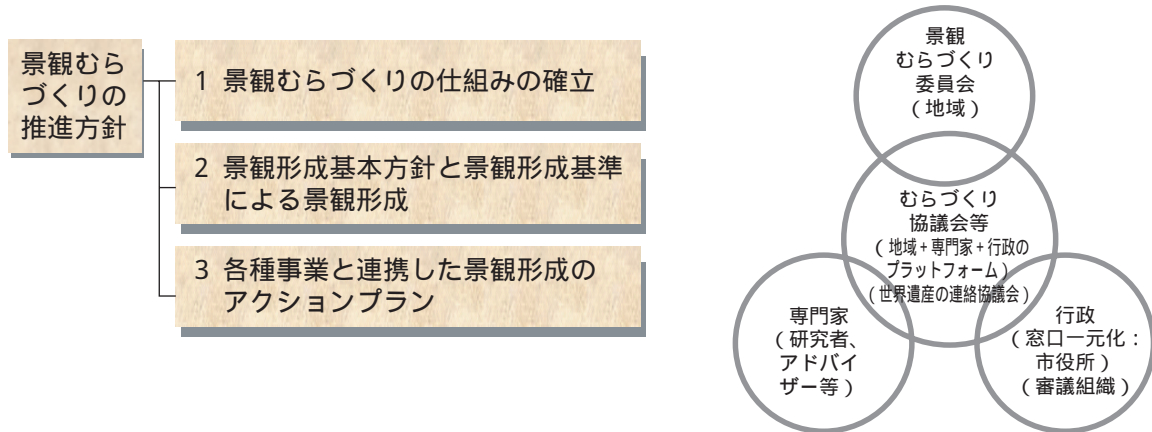 景観むら
づくりの
推進方針
1 景観むらづくりの仕組みの確立
2 景観形成基本方針と景観形成基準
による景観形成
3 各種事業と連携した景観形成の
アクションプラン
景観
むらづくり
委員会
(地域)
むらづくり
協議会等
(地域+専門家+行政の
プラットフォーム)
(世界遺産の連絡協議会)
専門家
(研究者、
アドバイ
ザー等)
行政
(窓口一元化:
市役所)
(審議組織)